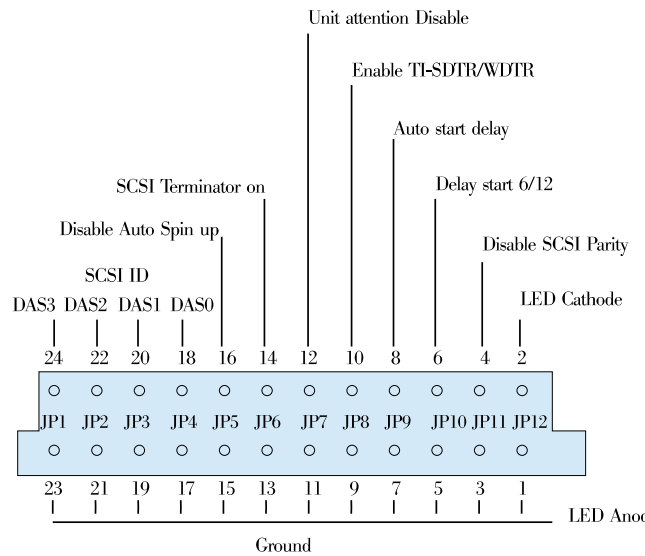 Unit attention Disable
Enable TI-SDTR/WDTR
Auto start delay
SCSI Terminator on
Delay start 6/12
Disable Auto Spin up
Disable SCSI Parity
SCSI ID
LED Cathode
DAS3 DAS2 DAS1 DAS0
24 22 20 18 16 14 12 10 8 6 4 2
JP1 JP2 JP3 JP4 JP5 JP6 JP7 JP8 JP9 JP10 JP11 JP12
23 21 19 17 15 13 11 9 7 5 3 1
LED Anod
Ground